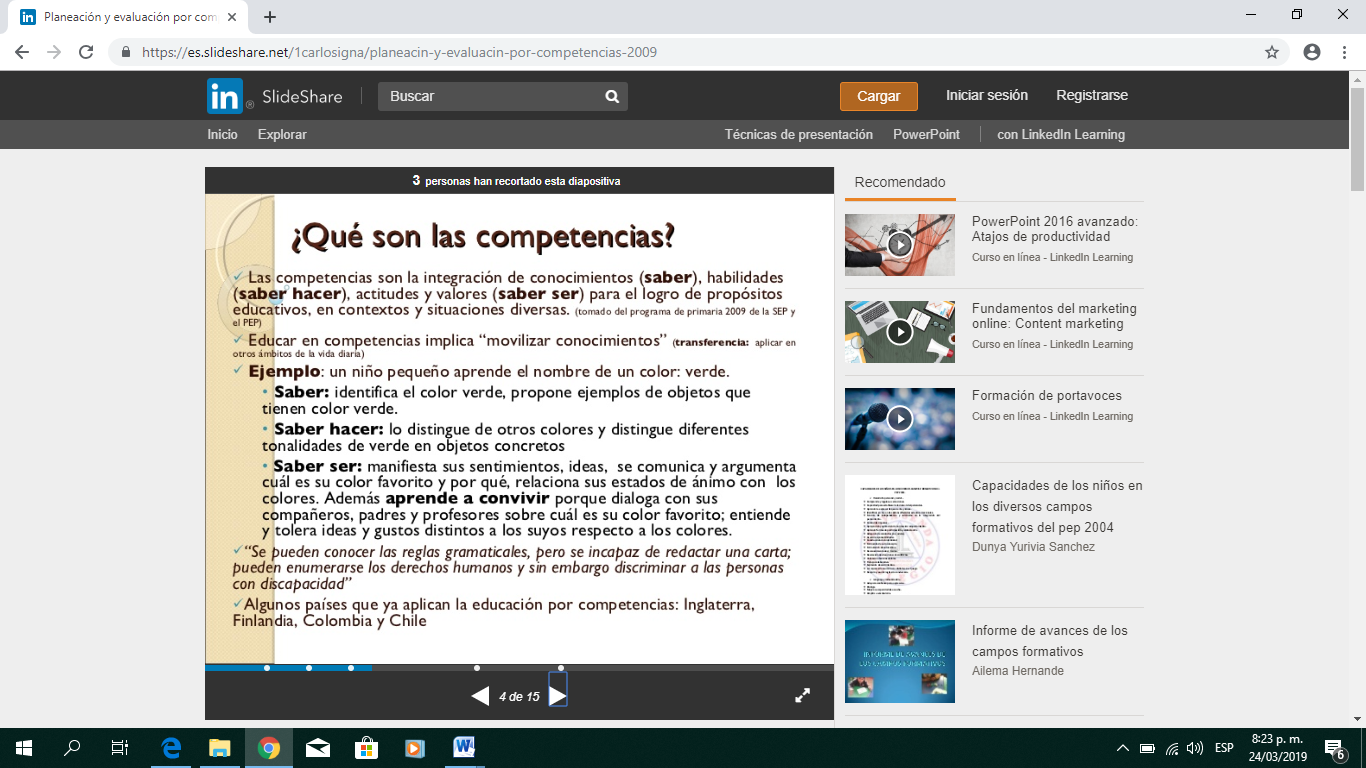 Planeación y evaluación por com
https://es.slideshare.net/1carlosigna/planeacin-y-evaluacin-por-competencias-2009
in ® SlideShare
Buscar
Cargar
Iniciar sesión
Registrarse
Inicio
Explorar
Técnicas de presentación
PowerPoint
con LinkedIn Learning
3 personas han recortado esta diapositiva
¿Qué son las competencias?
Las competencias son la integración de conocimientos (saber), habilidades
(saber hacer), actitudes y valores (saber ser) para el logro de propósitos
educativos, en contextos y situaciones diversas. (tomado del programa de primaria 2009 de la SEP y
el PEP)
Educar en competencias implica “movilizar conocimientos” (transferencia: aplicar en
otros ámbitos de la vida diaria)
Ejemplo: un niño pequeño aprende el nombre de un color: verde.
• Saber: identifica el color verde, propone ejemplos de objetos que
tienen color verde.
• Saber hacer: lo distingue de otros colores y distingue diferentes
tonalidades de verde en objetos concretos
• Saber ser: manifiesta sus sentimientos, ideas, se comunica y argumenta
cuál es su color favorito y por qué, relaciona sus estados de ánimo con los
colores. Además aprende a convivir porque dialoga con sus
compañeros, padres y profesores sobre cuál es su color favorito; entiende
y tolera ideas y gustos distintos a los suyos respecto a los colores.
“Se pueden conocer las reglas gramaticales, pero se incapaz de redactar una carta;
pueden enumerarse los derechos humanos y sin embargo discriminar a las personas
con discapacidad”
Algunos países que ya aplican la educación por competencias: Inglaterra,
Finlandia, Colombia y Chile
4 de 15
Recomendado
PowerPoint 2016 avanzado:
Atajos de productividad
Curso en línea - LinkedIn Learning
Fundamentos del marketing
online: Content marketing
Curso en línea - LinkedIn Learning
Formación de portavoces
Curso en línea - LinkedIn Learning
Capacidades de los niños en
los diversos campos
formativos del pep 2004
Dunya Yurivia Sanchez
INFORME DE AVANCES DE
LOS CAMPOS FORMATIVOS
Informe de avances de los
campos formativos
Ailema Hernande
ESP
8:23 p. m.
24/03/2019
6